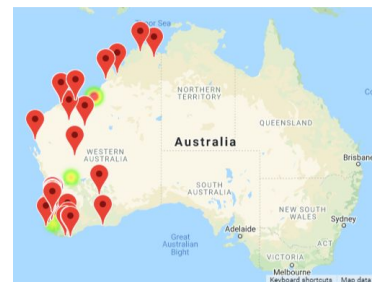 Timor Sea
NORTHERN
TERRITORY
QUEENSLAND
Australia
WESTERN
AUSTRALIA
Brisbane
SOUTH
AUSTRALIA
NEW SOUTH
WALES
Sydney
Adelaide
Great
Australian
Bight
ACT
VICTORIA
Melbourne
Keyboard shortcuts
Map data